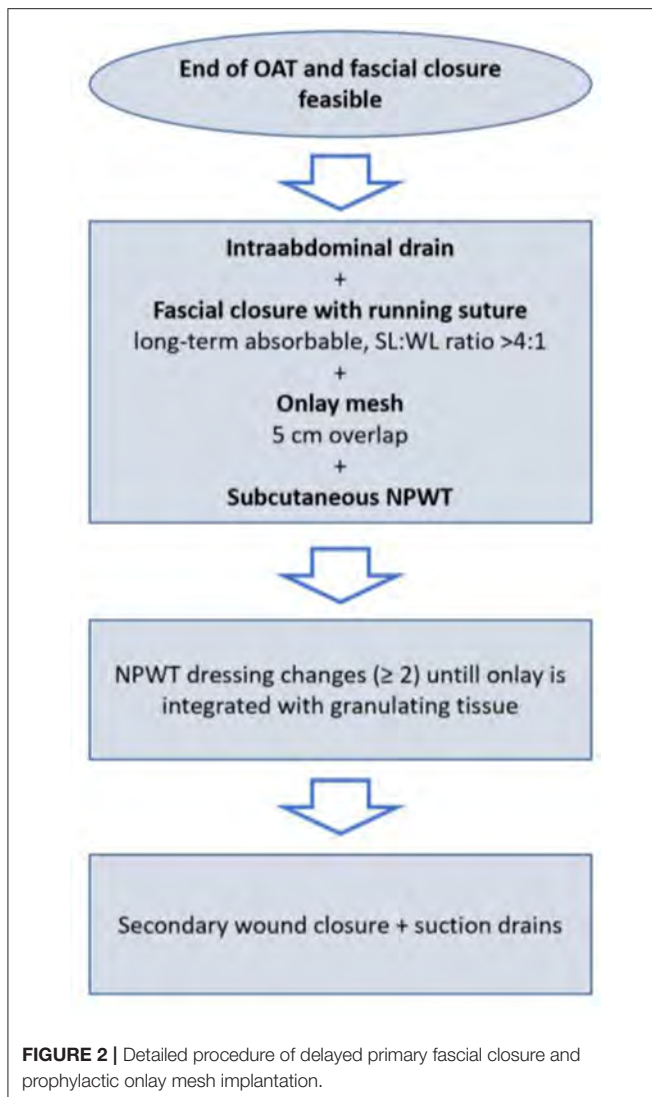 End of OAT and fascial closure
feasible
Intraabdominal drain
+
Fascial closure with running suture
long-term absorbable, SL:WL ratio >4:1
+
Onlay mesh
5 cm overlap
+
Subcutaneous NPWT
NPWT dressing changes (≥ 2) untill onlay is
integrated with granulating tissue
Secondary wound closure + suction drains
FIGURE 2 | Detailed procedure of delayed primary fascial closure and
prophylactic onlay mesh implantation.